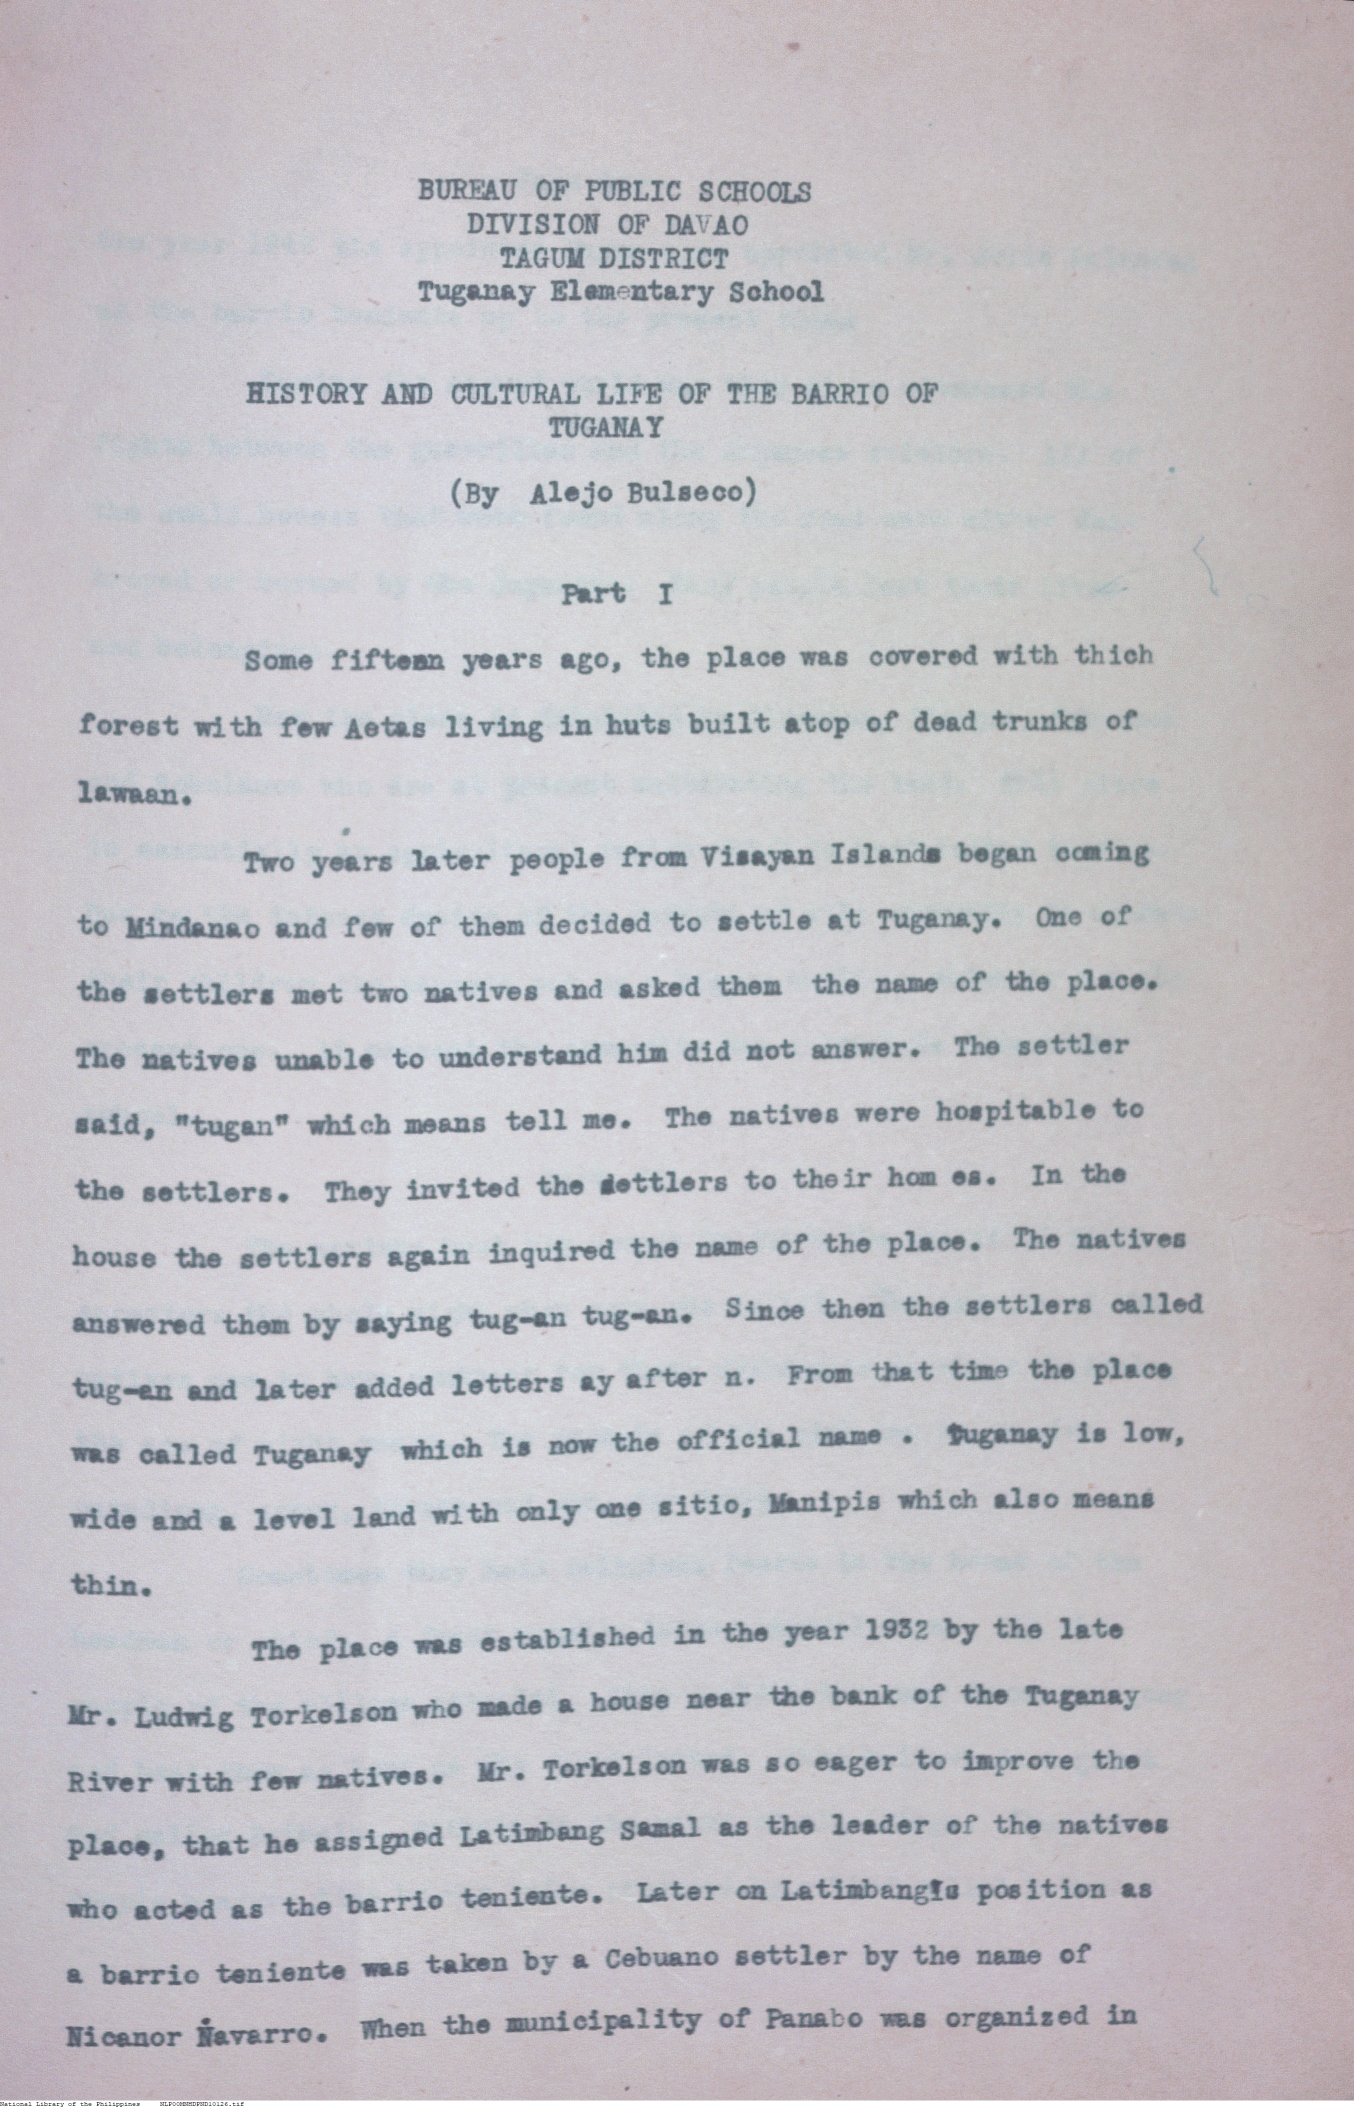 BUREAU OF PUBLIC SCHOOLS
DIVISION OF DAVAO
TAGUM DISTRICT
Tuganay Elementary School
HISTORY AND CULTURAL LIFE OF THE BARRIO OF
TUGANAY
(By Alejo Bulseco)
Part I
Some fifteen years ago, the place was covered with thich
forest with few Aetas living in huts built atop of dead trunks of
lawaan.
Two years later people from Visayan Islands began coming
to Mindanao and few of them decided to settle at Tuganay. One of
the settlers met two natives and asked them the name of the place.
The natives unable to understand him did not answer. The settler
said, "tugan" which means tell me. The natives were hospitable to
the settlers. They invited the settlers to their hom es. In the
house the settlers again inquired the name of the place. The natives
answered them by saying tug-an tug-an. Since then the settlers called
tug-an and later added letters ay after n. From that time the place
was called Tuganay which is now the official name . Tuganay is low,
wide and a level land with only one sitio, Manipis which also means
thin.
The place was established in the year 1932 by the late
Mr. Ludwig Torkelson who made a house near the bank of the Tuganay
River with few natives. Mr. Torkelson was so eager to improve the
place, that he assigned Latimbang Samal as the leader of the natives
who acted as the barrio teniente. Later on Latimbang's position as
a barrio teniente was taken by a Cebuano settler by the name of
Nicanor Navarro. When the municipality of Panabo was organized in
National Library of the Philippines NLPOOMNHDPND10126.tif